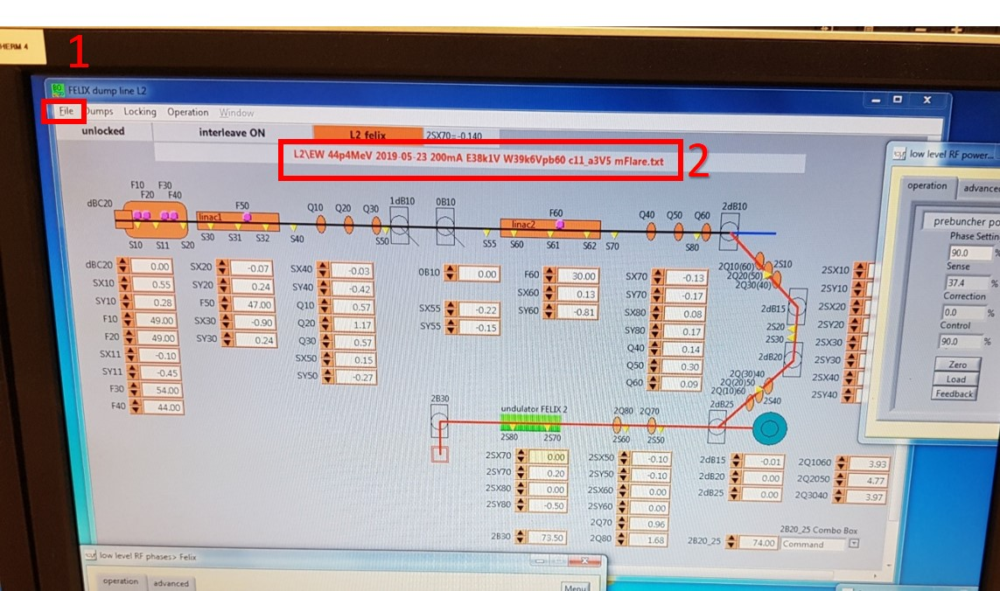 THERM 4
1
FELIX dump line L2
File Dumps Locking Operation Window
unlocked interleave ON L2 felix 2SX70=-0.140
L2\EW 44p4MeV 2019-05-23 200mA E38k1V W39k6Vpb60 c11_a3V5 mFlare.txt 2
low level RF power...
operation advance
prebuncher po
Phase Settin
90.0 %
Sense
37.4 %
Correction
0.0 %
Control
90.0 %
Zero
Load
Feedback
F10 F30
F20 F40
dBC20
linac1
F50
Q10 Q20 Q30
1dB10
0B10
F60
linac2
Q40 Q50 Q60
2dB10
S10 S11 S20
S30 S31 S32 S40
S50
S55 S60 S61 S62 S70
S80
2Q10(60) 2S10
2Q20(50)
2Q30(40)
2dB15
2S20
2S30
2dB20
2Q(30)40
2Q(20)50
2Q(10)60
2S40
2dB25
dBC20 0.00
SX10 0.55
SY10 0.28
F10 49.00
F20 49.00
SX11 -0.10
SY11 -0.45
F30 54.00
F40 44.00
SX20 -0.07
SY20 0.24
F50 47.00
SX30 -0.90
SY30 0.24
SX40 -0.03
SY40 -0.42
Q10 0.57
Q20 1.17
Q30 0.57
SX50 0.15
SY50 -0.27
0B10 0.00
SX55 -0.22
SY55 -0.15
F60 30.00
SX60 0.13
SY60 -0.81
SX70 -0.13
SY70 -0.17
SX80 0.08
SY80 0.17
Q40 0.14
Q50 0.30
Q60 0.09
2SX10
2SY10
2SX20
2SY20
2SX30
2SY30
2SX40
2SY40
2B30
undulator FELIX 2
2S80 2S70
2Q80 2Q70
2S60 2S50
2SX70 0.00
2SY70 0.20
2SX80 0.00
2SY80 -0.50
2B30 73.50
2SX50 -0.10
2SY50 -0.10
2SX60 0.00
2SY60 0.00
2Q70 0.96
2Q80 1.68
2dB15 -0.01
2dB20 0.00
2dB25 0.00
2Q1060 3.93
2Q2050 4.77
2Q3040 3.97
2B20_25 Combo Box
2B20_25 74.00 Command
low level RF phases> Felix
operation advanced
Menu